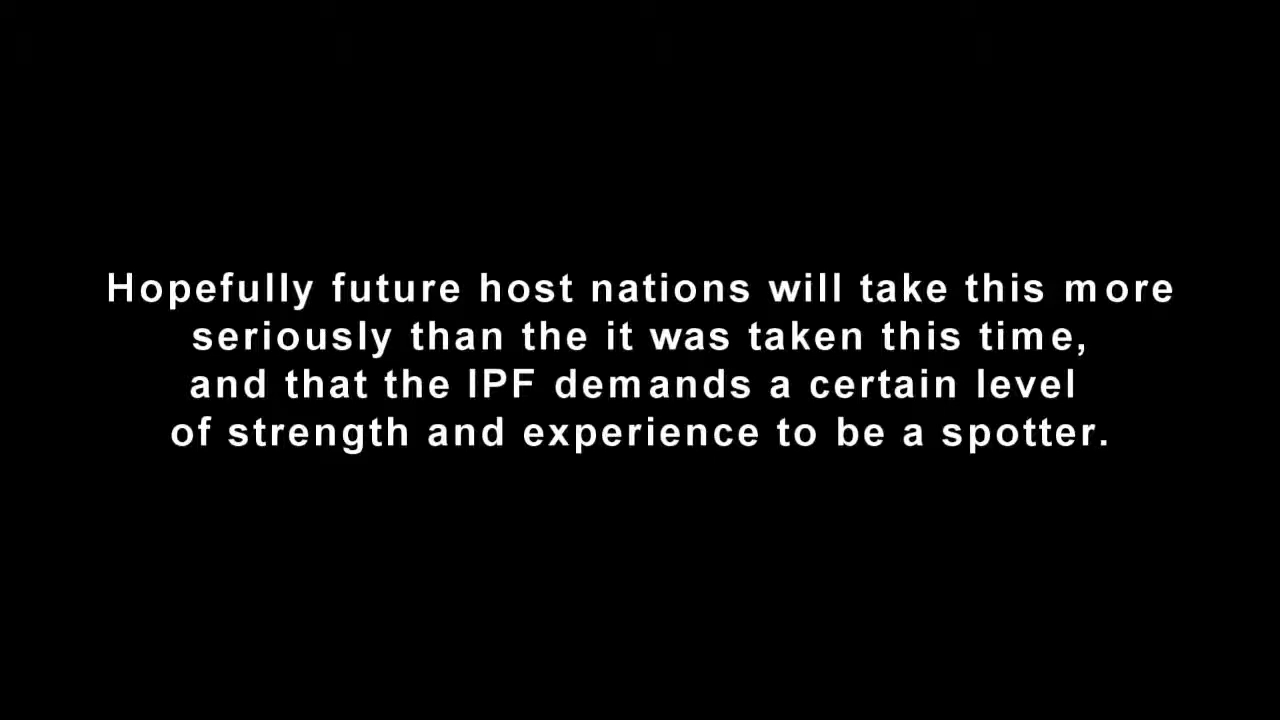 Hopefully future host nations will take this more
seriously than the it was taken this time,
and that the IPF demands a certain level
of strength and experience to be a spotter.